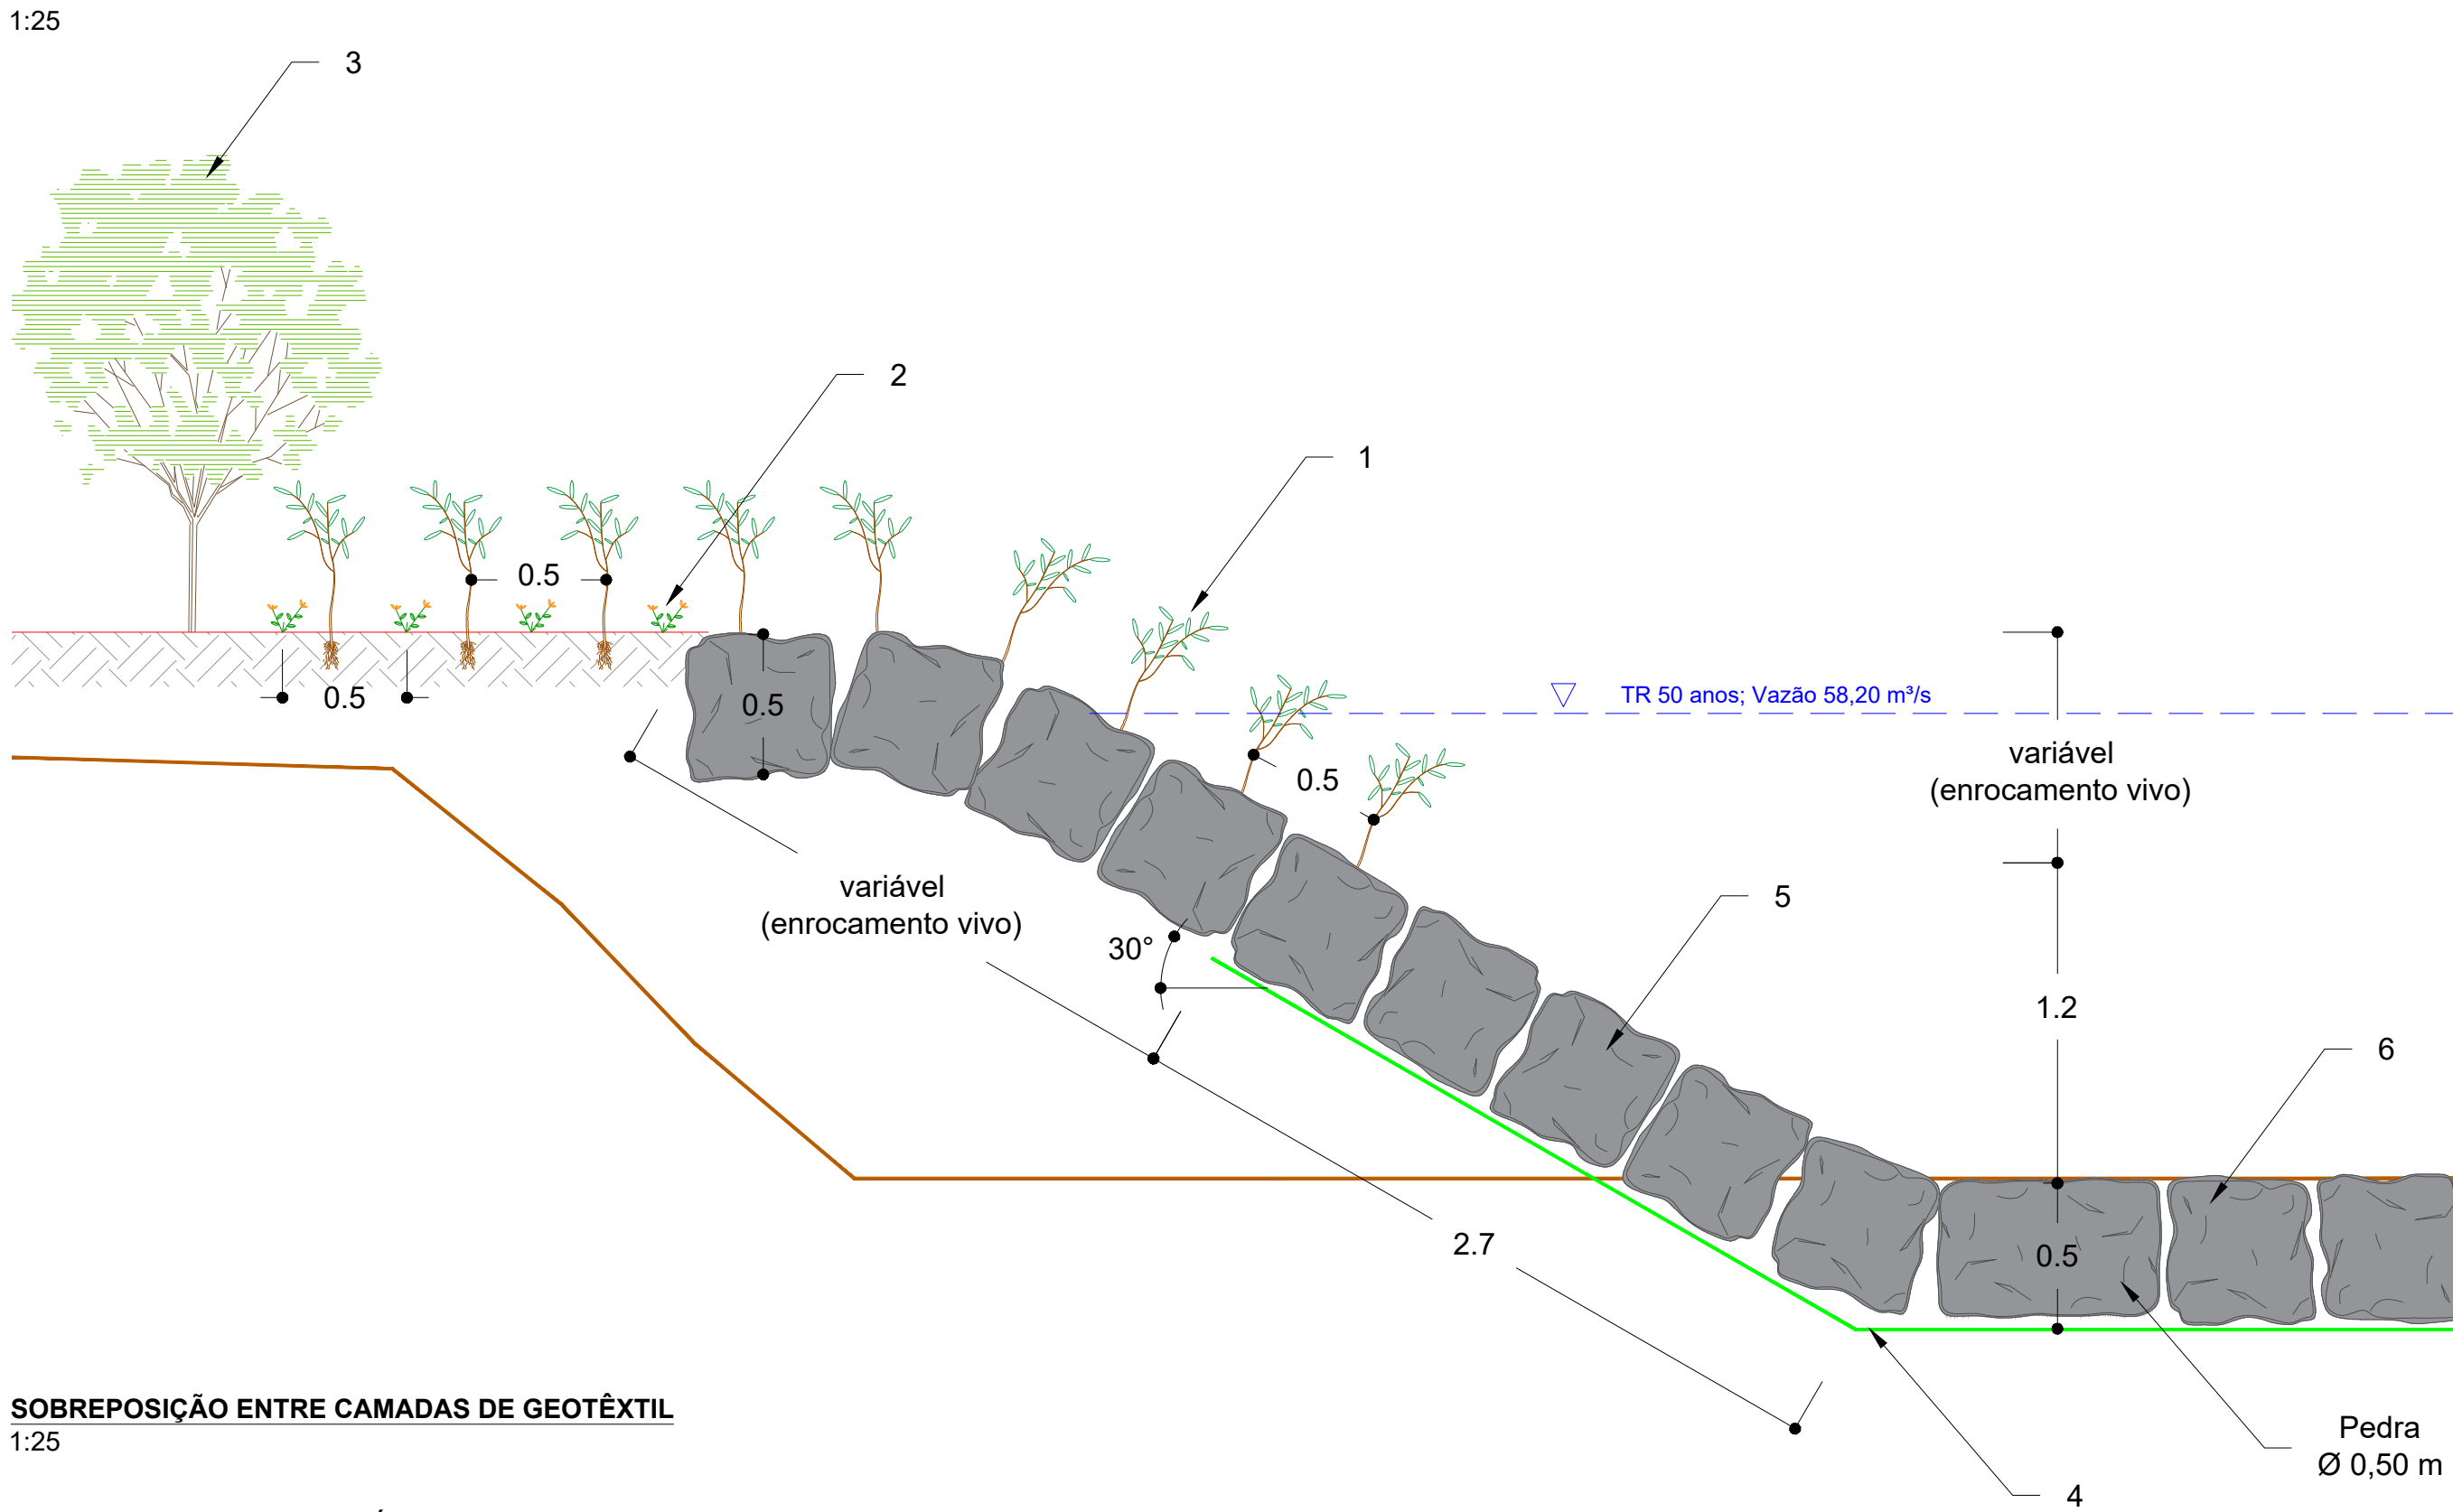 1:25
3
2
1
0.5
0.5
0.5
TR 50 anos; Vazão 58,20 m³/s
0.5
variável
(enrocamento vivo)
variável
(enrocamento vivo)
5
30°
1.2
6
2.7
0.5
SOBREPOSIÇÃO ENTRE CAMADAS DE GEOTÊXTIL
1:25
Pedra
Ø 0,50 m
4